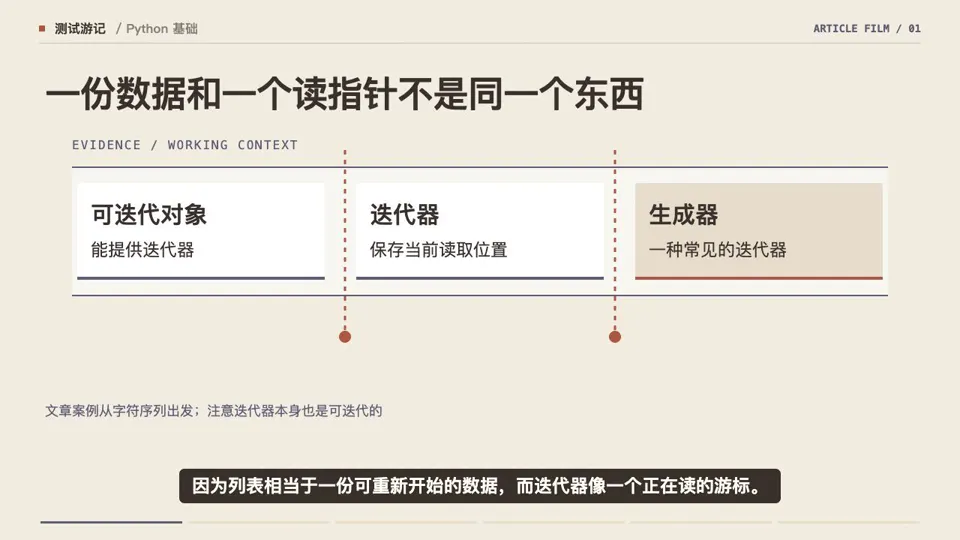 测试游记 / Python 基础
ARTICLE FILM / 01
一份数据和一个读指针不是同一个东西
EVIDENCE / WORKING CONTEXT
可迭代对象
能提供迭代器
迭代器
保存当前读取位置
生成器
一种常见的迭代器
文章案例从字符序列出发；注意迭代器本身也是可迭代的
因为列表相当于一份可重新开始的数据，而迭代器像一个正在读的游标。